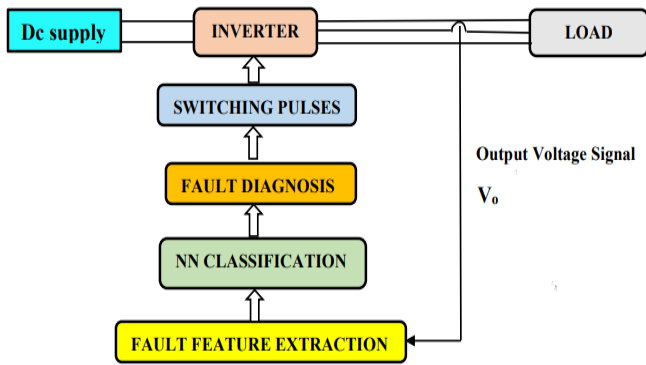 Dc supply
INVERTER
LOAD
SWITCHING PULSES
Output Voltage Signal
FAULT DIAGNOSIS
Vₒ
NN CLASSIFICATION
FAULT FEATURE EXTRACTION